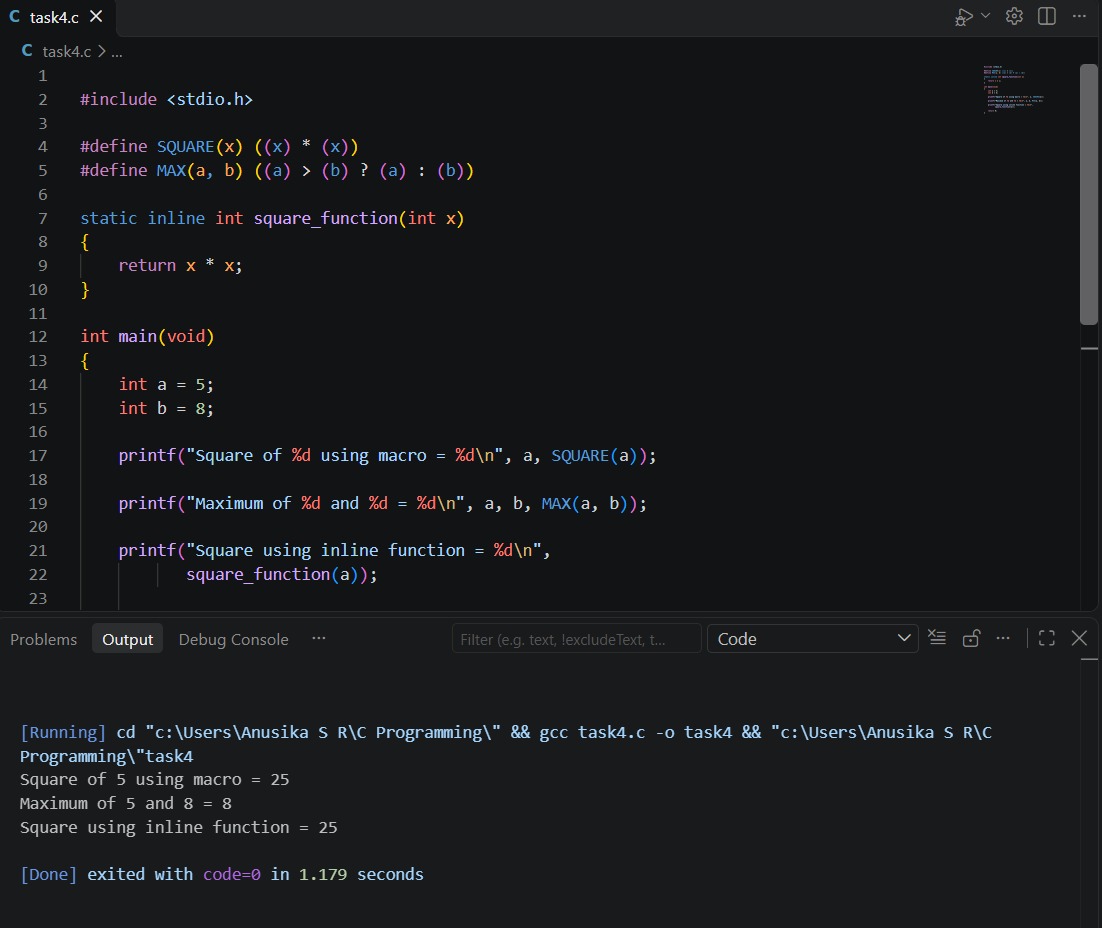 C task4.c
C task4.c > ...
1
2 #include <stdio.h>
3
4 #define SQUARE(x) ((x) * (x))
5 #define MAX(a, b) ((a) > (b) ? (a) : (b))
6
7 static inline int square_function(int x)
8 {
9     return x * x;
10 }
11
12 int main(void)
13 {
14     int a = 5;
15     int b = 8;
16
17     printf("Square of %d using macro = %d\n", a, SQUARE(a));
18
19     printf("Maximum of %d and %d = %d\n", a, b, MAX(a, b));
20
21     printf("Square using inline function = %d\n",
22            square_function(a));
23
Problems Output Debug Console ··· Filter (e.g. text, !excludeText, t... Code
[Running] cd "c:\Users\Anusika S R\C Programming\" && gcc task4.c -o task4 && "c:\Users\Anusika S R\C
Programming\"task4
Square of 5 using macro = 25
Maximum of 5 and 8 = 8
Square using inline function = 25
[Done] exited with code=0 in 1.179 seconds